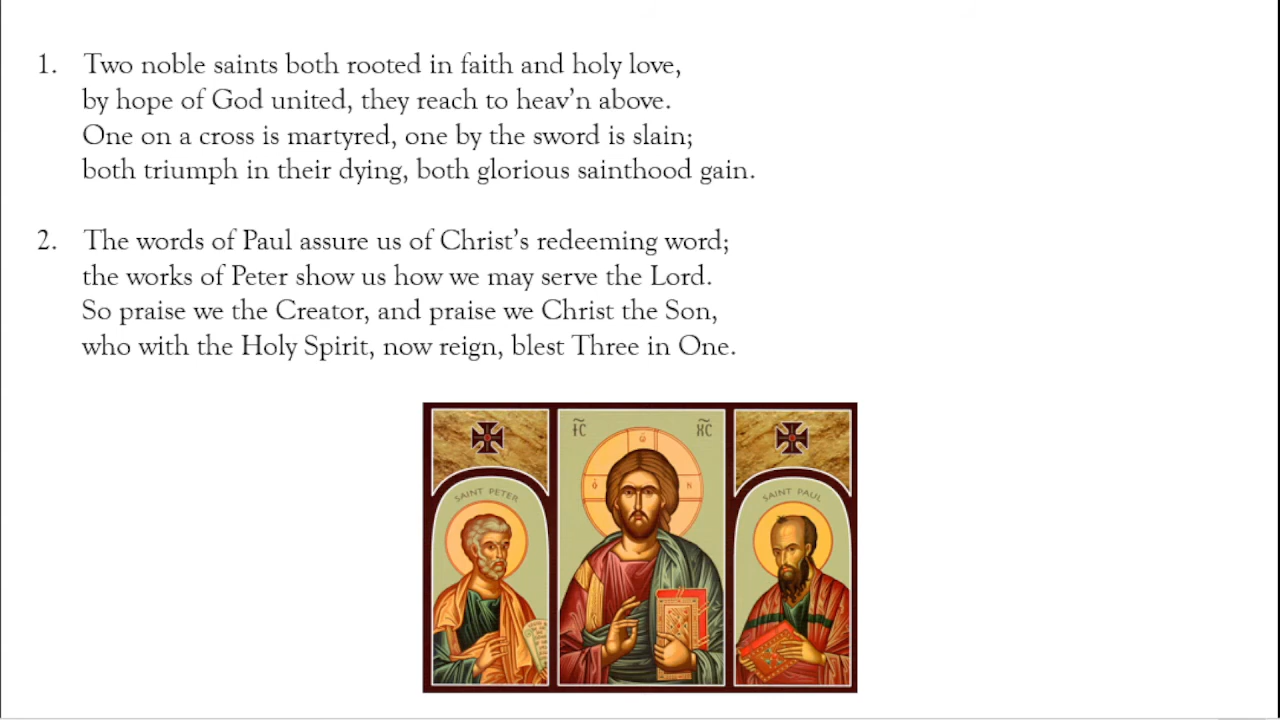 1. Two noble saints both rooted in faith and holy love,
by hope of God united, they reach to heav’n above.
One on a cross is martyred, one by the sword is slain;
both triumph in their dying, both glorious sainthood gain.
2. The words of Paul assure us of Christ’s redeeming word;
the works of Peter show us how we may serve the Lord.
So praise we the Creator, and praise we Christ the Son,
who with the Holy Spirit, now reign, blest Three in One.
SAINT PETER
SAINT PAUL